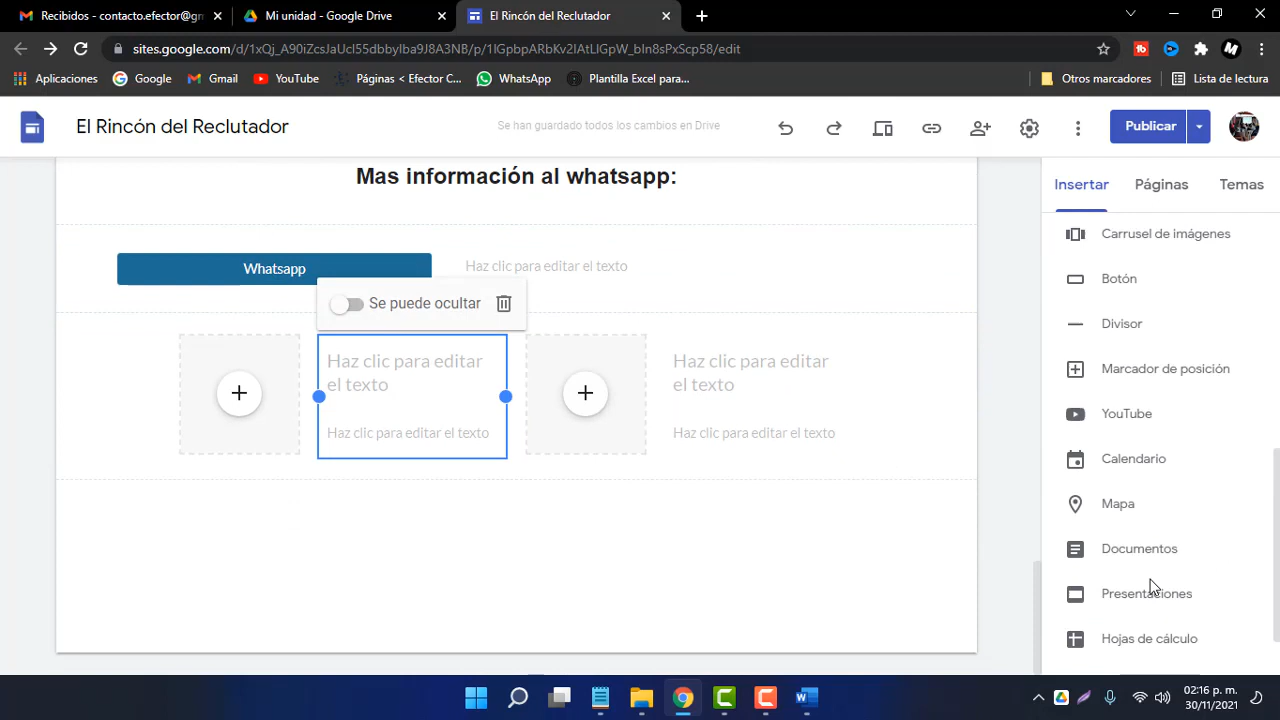 Recibidos - contacto.efector@gm
Mi unidad - Google Drive
El Rincón del Reclutador
sites.google.com/d/1xQj_A90iZcsJaUcI55dbbyIba9J8A3NB/p/1IGpbpARbKv2IAtLIGpW_bIn8sPxScp58/edit
Aplicaciones
Google
Gmail
YouTube
Páginas < Efector C...
WhatsApp
Plantilla Excel para...
Otros marcadores
Lista de lectura
El Rincón del Reclutador
Se han guardado todos los cambios en Drive
Publicar
Insertar
Páginas
Temas
Mas información al whatsapp:
Whatsapp
Haz clic para editar el texto
Se puede ocultar
Haz clic para editar
el texto
Haz clic para editar el texto
Haz clic para editar
el texto
Haz clic para editar el texto
Carrusel de imágenes
Botón
Divisor
Marcador de posición
YouTube
Calendario
Mapa
Documentos
Presentaciones
Hojas de cálculo
02:16 p. m.
30/11/2021